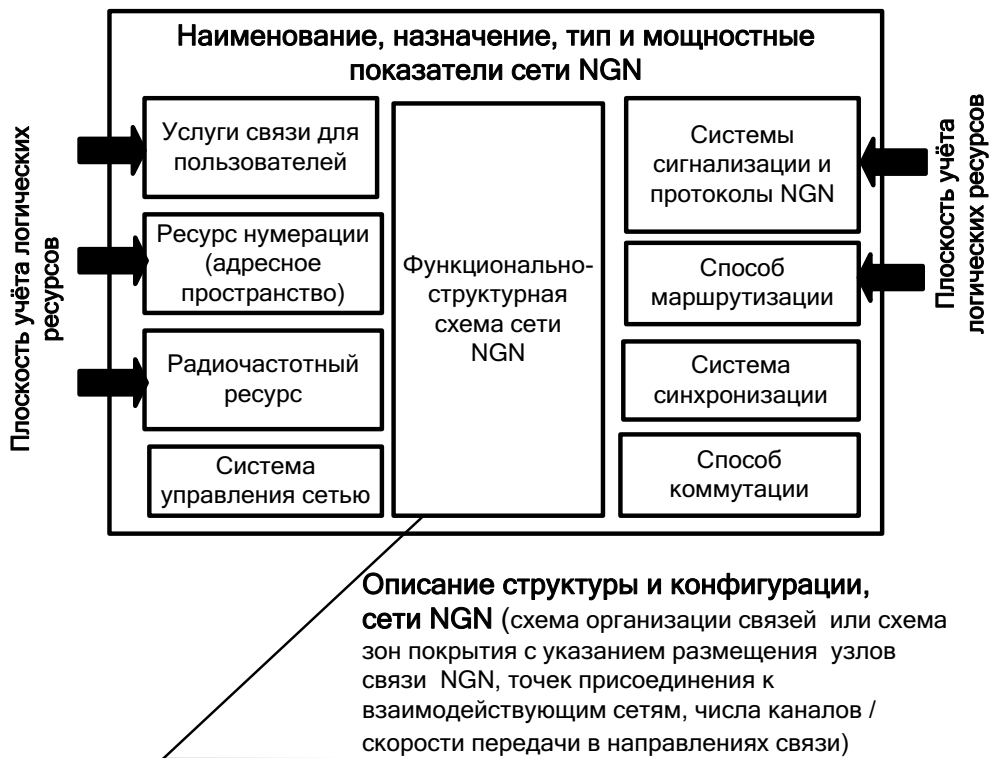 Наименование, назначение, тип и мощностные
показатели сети NGN
Плоскость учёта логических
ресурсов
Услуги связи для
пользователей
Ресурс нумерации
(адресное
пространство)
Радиочастотный
ресурс
Система
управления сетью
Функционально-
структурная
схема сети
NGN
Системы
сигнализации и
протоколы NGN
Способ
маршрутизации
Система
синхронизации
Способ
коммутации
Плоскость учёта
логических ресурсов
Описание структуры и конфигурации,
сети NGN (схема организации связей или схема
зон покрытия с указанием размещения узлов
связи NGN, точек присоединения к
взаимодействующим сетям, числа каналов /
скорости передачи в направлениях связи)